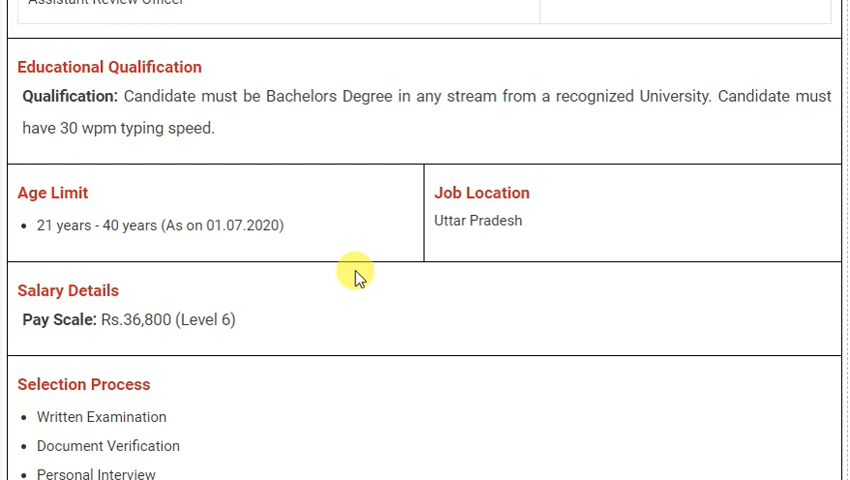 Assistant Review Officer
Educational Qualification
Qualification: Candidate must be Bachelors Degree in any stream from a recognized University. Candidate must
have 30 wpm typing speed.
Age Limit
• 21 years - 40 years (As on 01.07.2020)
Job Location
Uttar Pradesh
Salary Details
Pay Scale: Rs.36,800 (Level 6)
Selection Process
• Written Examination
• Document Verification
• Personal Interview